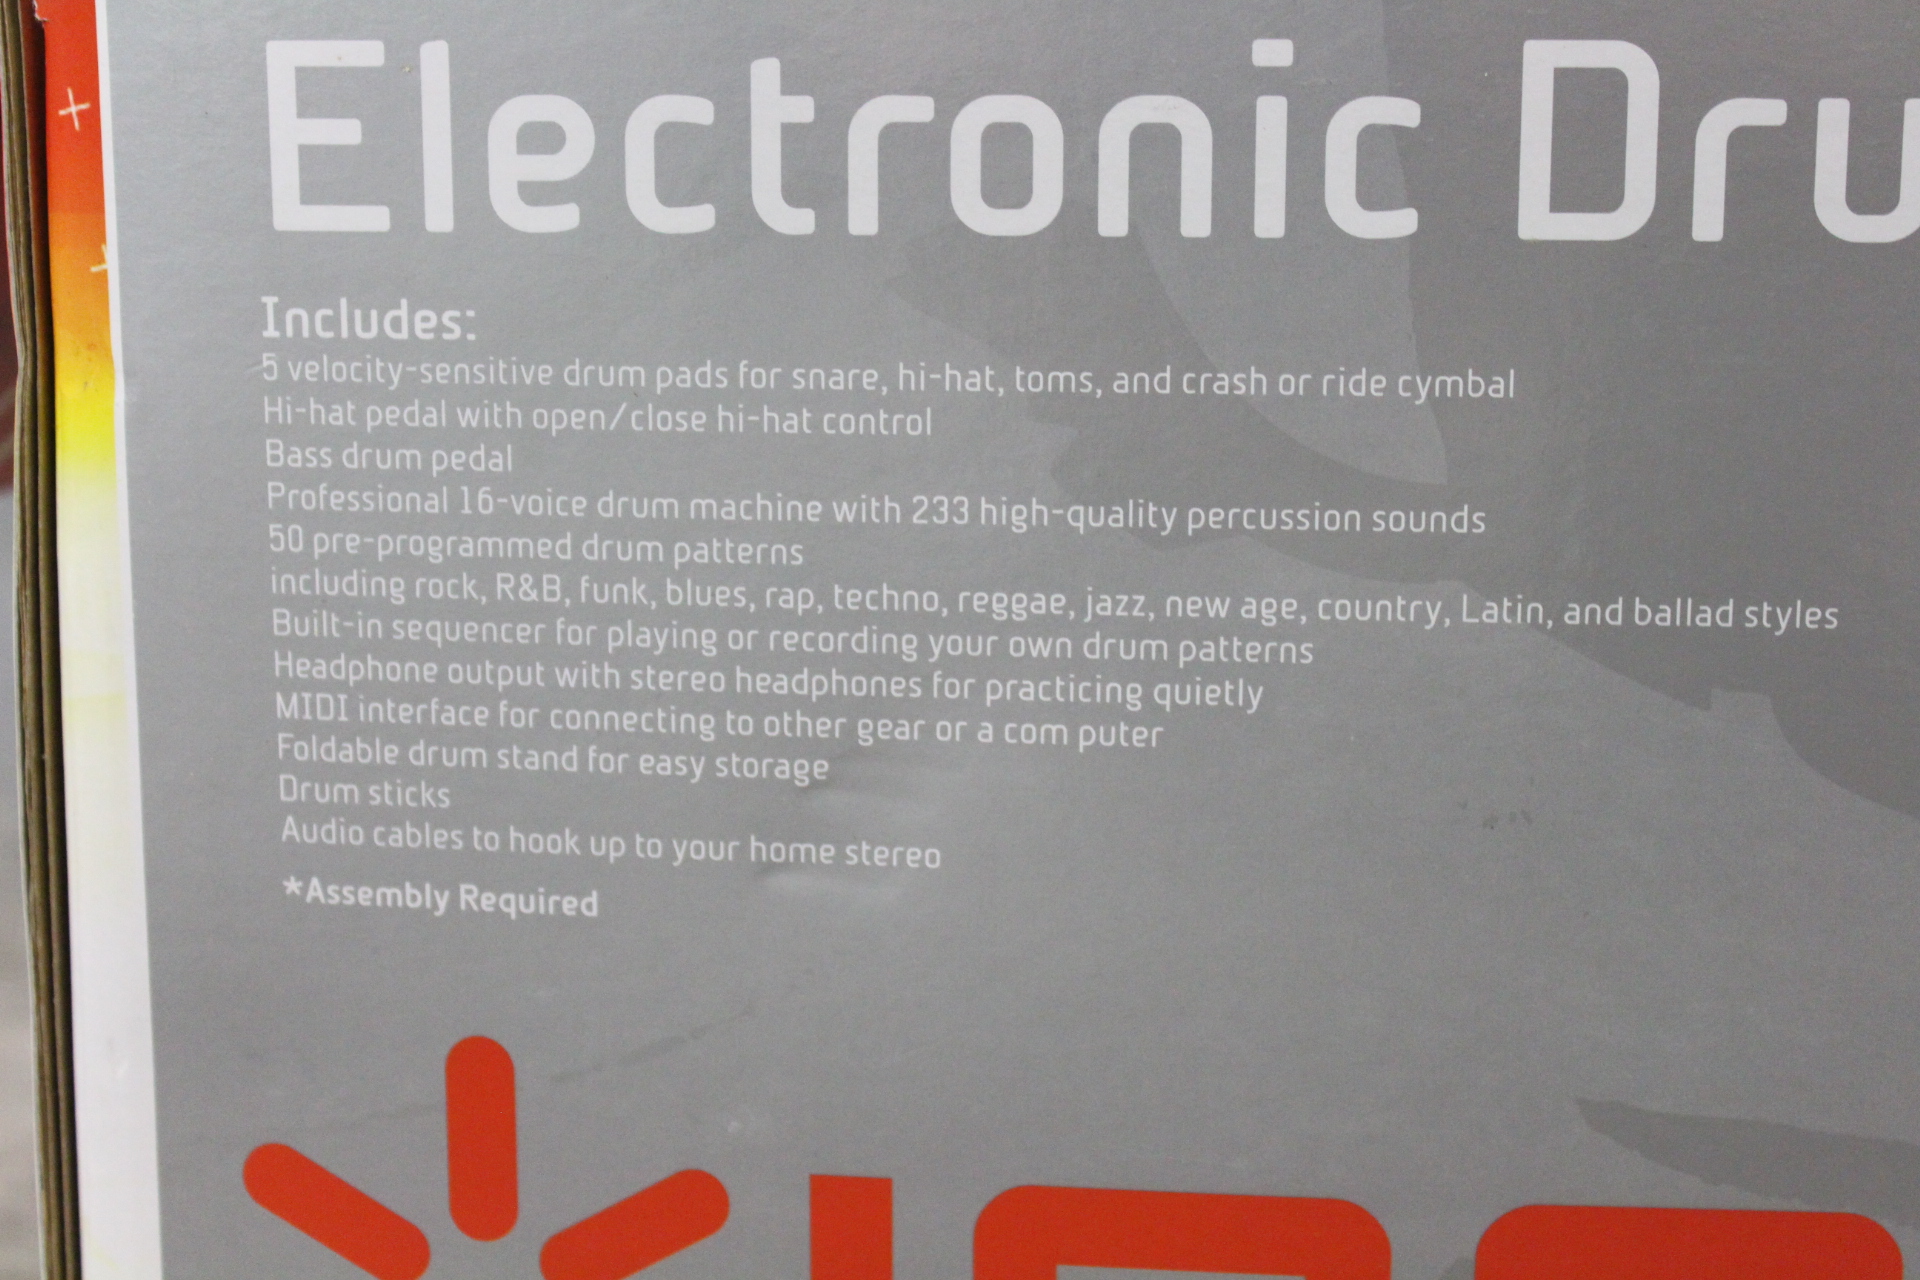 Electronic Dru
Includes:
5 velocity-sensitive drum pads for snare, hi-hat, toms, and crash or ride cymbal
Hi-hat pedal with open/close hi-hat control
Bass drum pedal
Professional 16-voice drum machine with 233 high-quality percussion sounds
50 pre-programmed drum patterns
including rock, R&B, funk, blues, rap, techno, reggae, jazz, new age, country, Latin, and ballad styles
Built-in sequencer for playing or recording your own drum patterns
Headphone output with stereo headphones for practicing quietly
MIDI interface for connecting to other gear or a com puter
Foldable drum stand for easy storage
Drum sticks
Audio cables to hook up to your home stereo
*Assembly Required